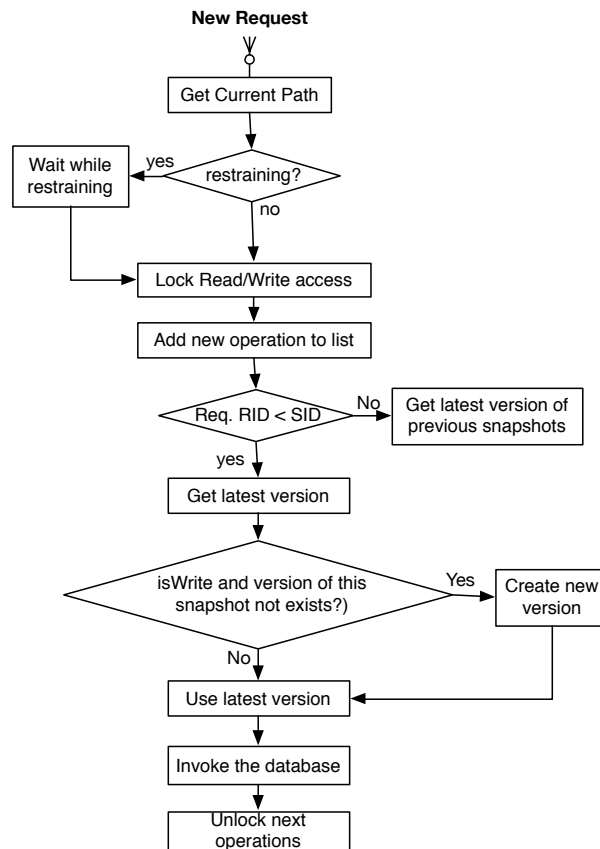 New Request
Get Current Path
restraining?
yes
Wait while
restraining
no
Lock Read/Write access
Add new operation to list
Req. RID < SID
No
Get latest version of
previous snapshots
yes
Get latest version
isWrite and version of this
snapshot not exists?)
Yes
Create new
version
No
Use latest version
Invoke the database
Unlock next
operations